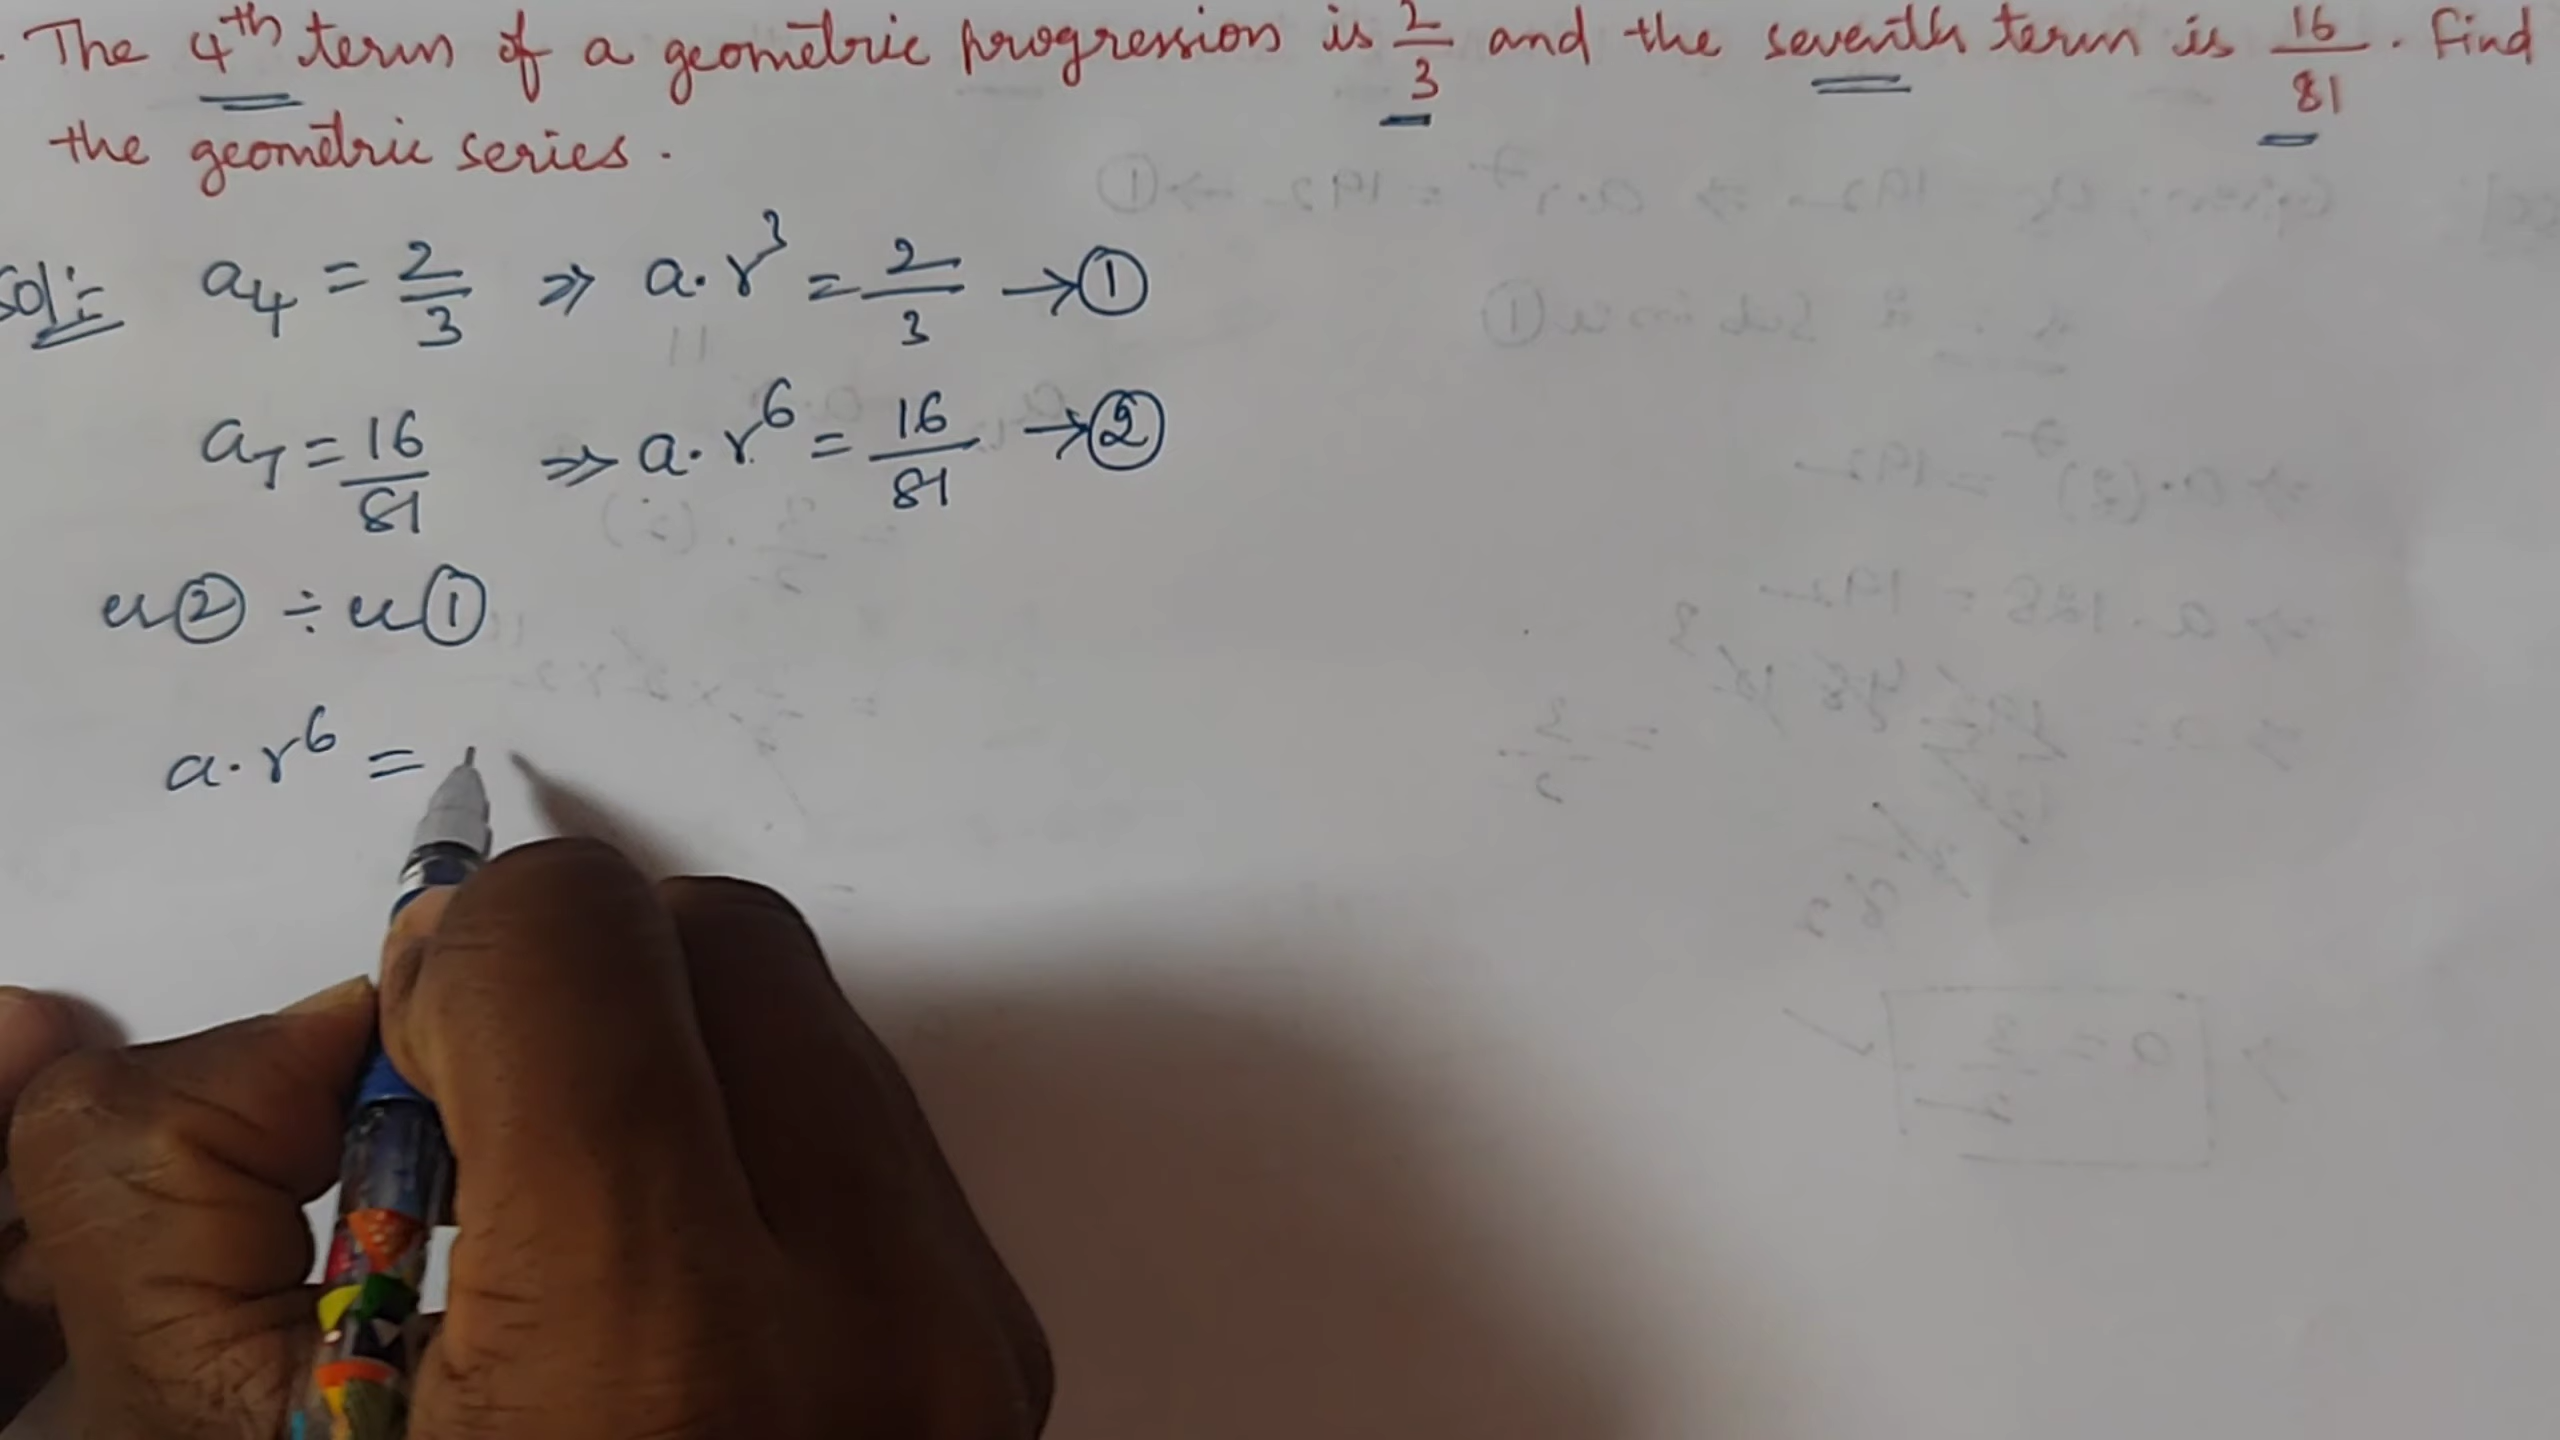 The 4th term of a geometric progression is 2/3 and the seventh term is 16/81. Find
the geometric series.
Sol:- a₄ = 2/3 ⇒ a·r³ = 2/3 → ①
a₇ = 16/81 ⇒ a·r⁶ = 16/81 → ②
② ÷ ①
a·r⁶ =